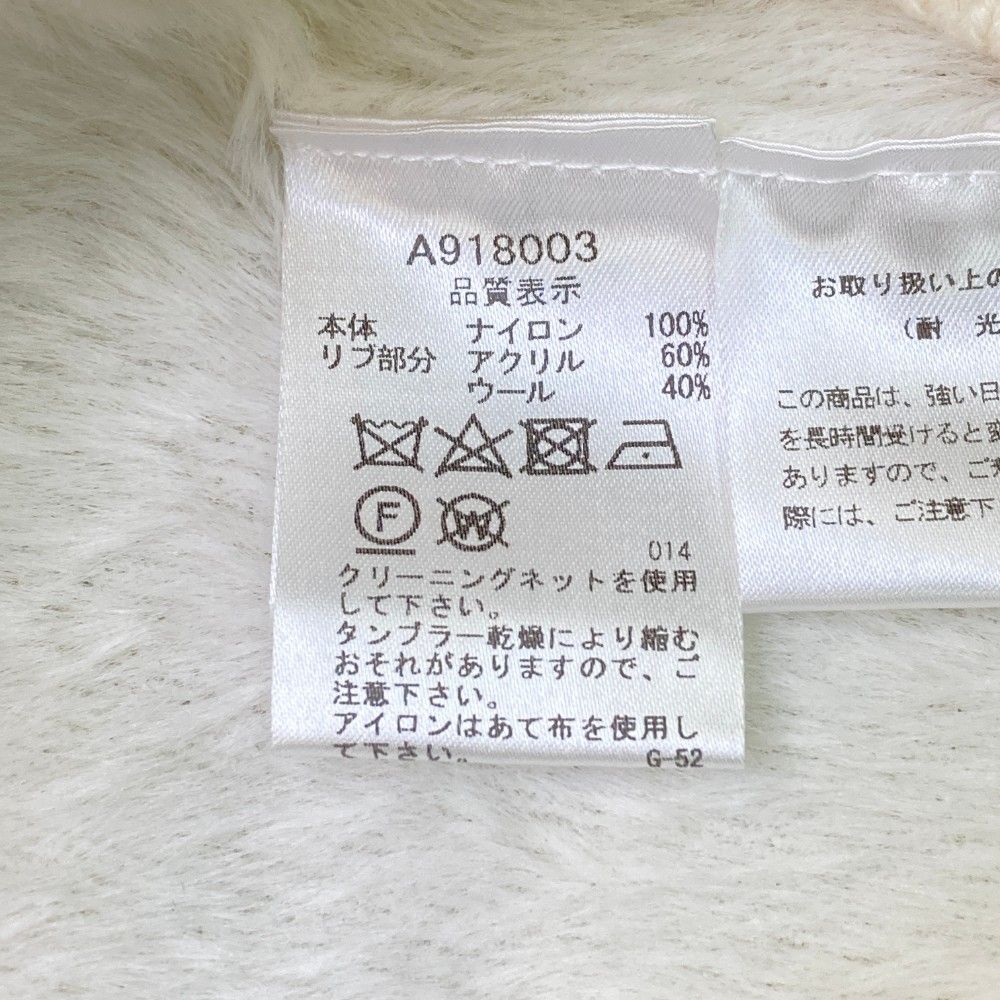 A918003
品質表示
本体 ナイロン 100%
リブ部分 アクリル 60%
ウール 40%
F W
014
クリーニングネットを使用
して下さい。
タンブラー乾燥により縮む
おそれがありますので、ご
注意下さい。
アイロンはあて布を使用し
て下さい。 G-52
お取り扱い上の
(耐 光
この商品は、強い日
を長時間受けると変
ありますので、ご
際には、ご注意下